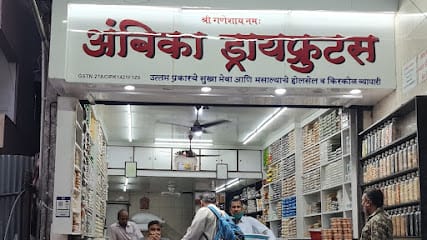 श्री गणेशाय नमः
अंबिका ड्रायफ्रुटस
उत्तम प्रकारचे सुखा मेवा आणि मसाल्याचे होलसेल व किरकोळ व्यापारी